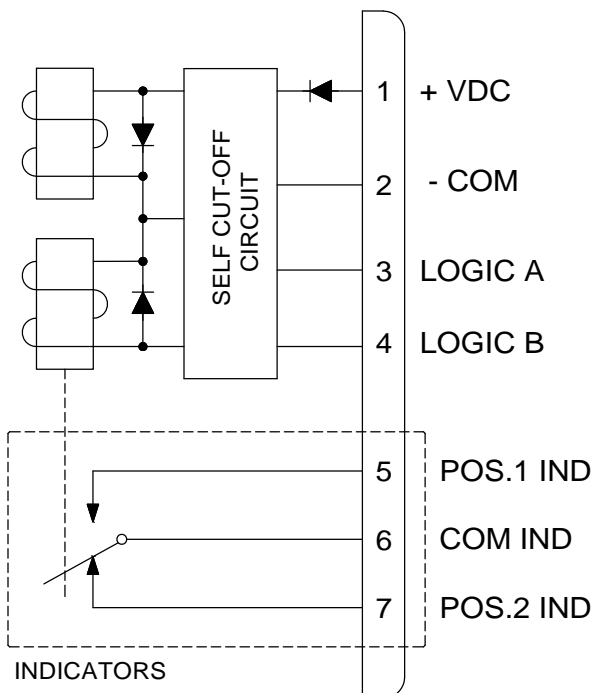 1 + VDC
2 - COM
3 LOGIC A
4 LOGIC B
SELF CUT-OFF
CIRCUIT
5 POS.1 IND
6 COM IND
7 POS.2 IND
INDICATORS